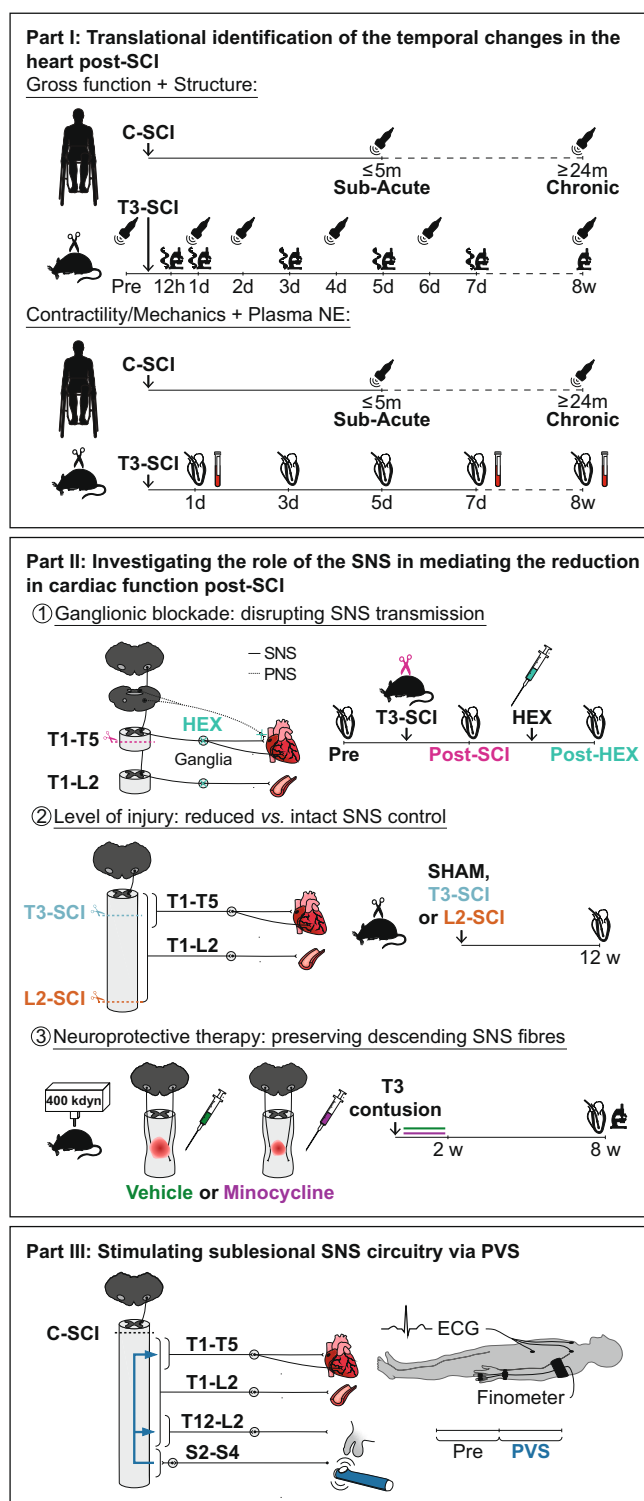 Part I: Translational identification of the temporal changes in the
heart post-SCI
Gross function + Structure:
C-SCI
≤5m
Sub-Acute
≥24m
Chronic
T3-SCI
Pre 12h 1d 2d 3d 4d 5d 6d 7d 8w
Contractility/Mechanics + Plasma NE:
C-SCI
≤5m
Sub-Acute
≥24m
Chronic
T3-SCI
1d 3d 5d 7d 8w
Part II: Investigating the role of the SNS in mediating the reduction
in cardiac function post-SCI
① Ganglionic blockade: disrupting SNS transmission
SNS
PNS
HEX
T1-T5
Ganglia
T1-L2
T3-SCI HEX
Pre Post-SCI Post-HEX
② Level of injury: reduced vs. intact SNS control
T3-SCI
T1-T5
T1-L2
L2-SCI
SHAM,
T3-SCI
or L2-SCI
12 w
③ Neuroprotective therapy: preserving descending SNS fibres
400 kdyn
Vehicle or Minocycline
T3
contusion
2 w 8 w
Part III: Stimulating sublesional SNS circuitry via PVS
C-SCI
T1-T5
T1-L2
T12-L2
S2-S4
ECG
Finometer
Pre PVS